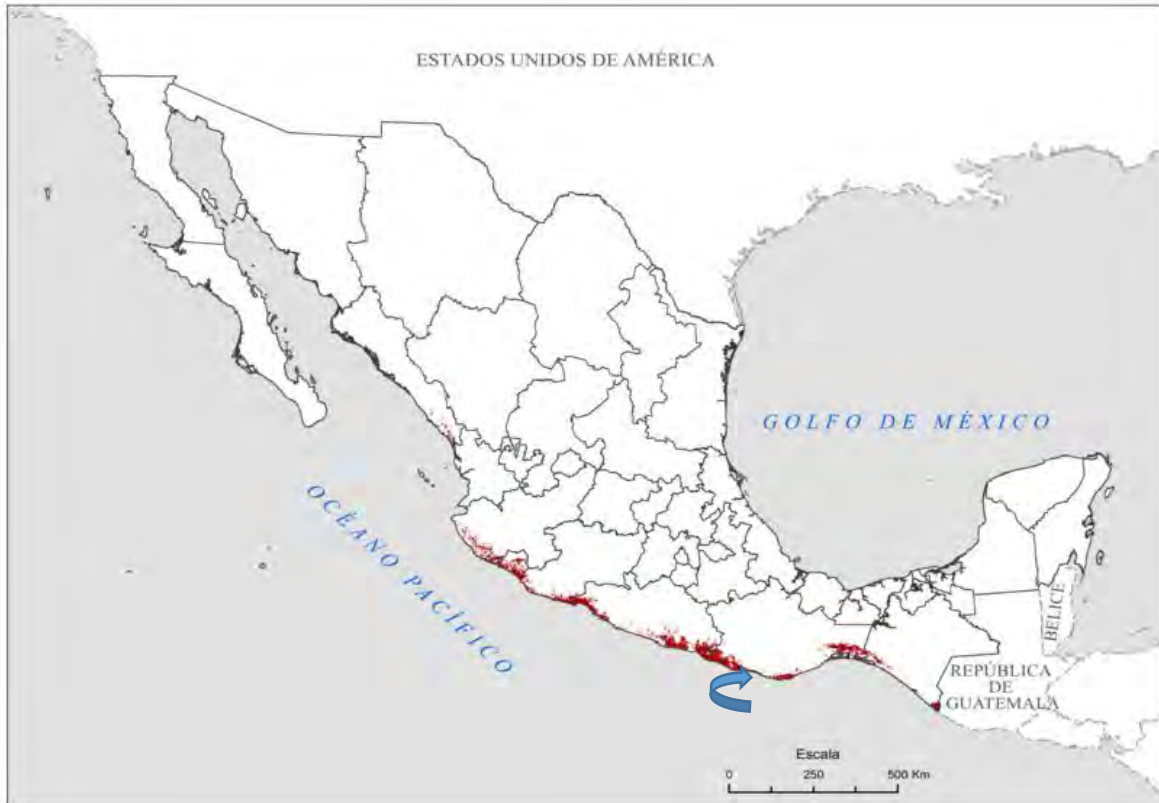 ESTADOS UNIDOS DE AMÉRICA
GOLFO DE MÉXICO
OCÉANO PACÍFICO
BELICE
REPÚBLICA
DE
GUATEMALA
Escala
0 250 500 Km